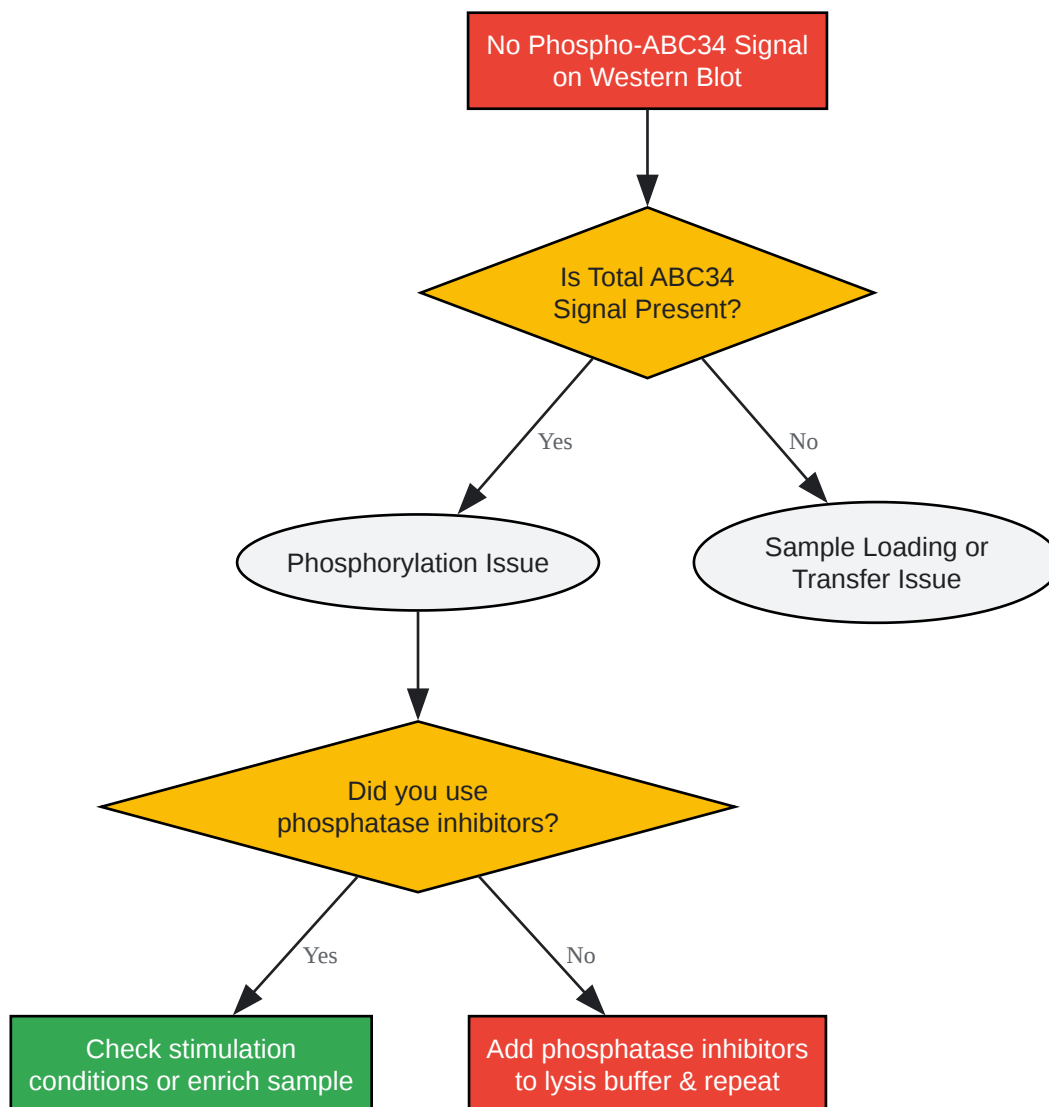 No Phospho-ABC34 Signal
on Western Blot
Is Total ABC34
Signal Present?
Yes
No
Phosphorylation Issue
Sample Loading or
Transfer Issue
Did you use
phosphatase inhibitors?
Yes
No
Check stimulation
conditions or enrich sample
Add phosphatase inhibitors
to lysis buffer & repeat